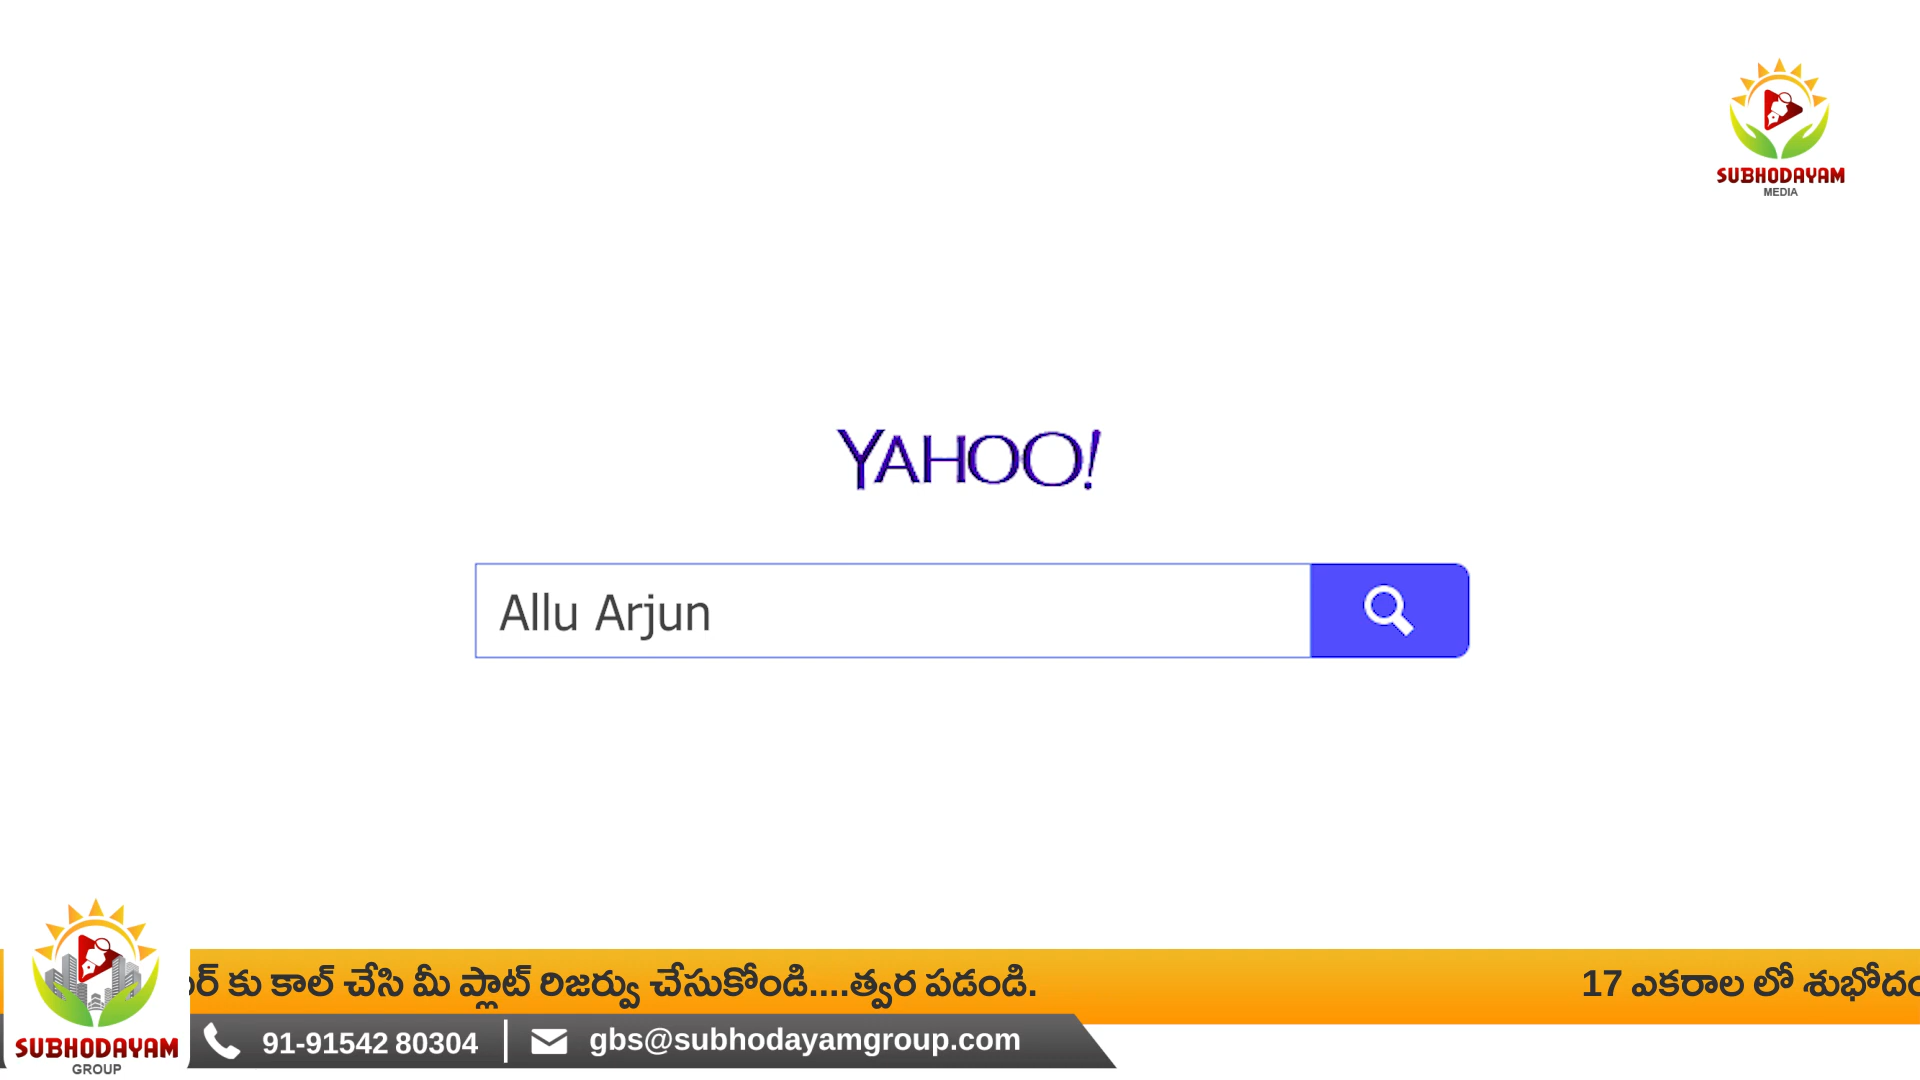 SUBHODAYAM
MEDIA
YAHOO!
Allu Arjun
కు కాల్ చేసి మీ ప్లాట్ రిజర్వు చేసుకోండి....త్వర పడండి.
17 ఎకరాల లో
91-91542 80304
gbs@subhodayamgroup.com
SUBHODAYAM
GROUP